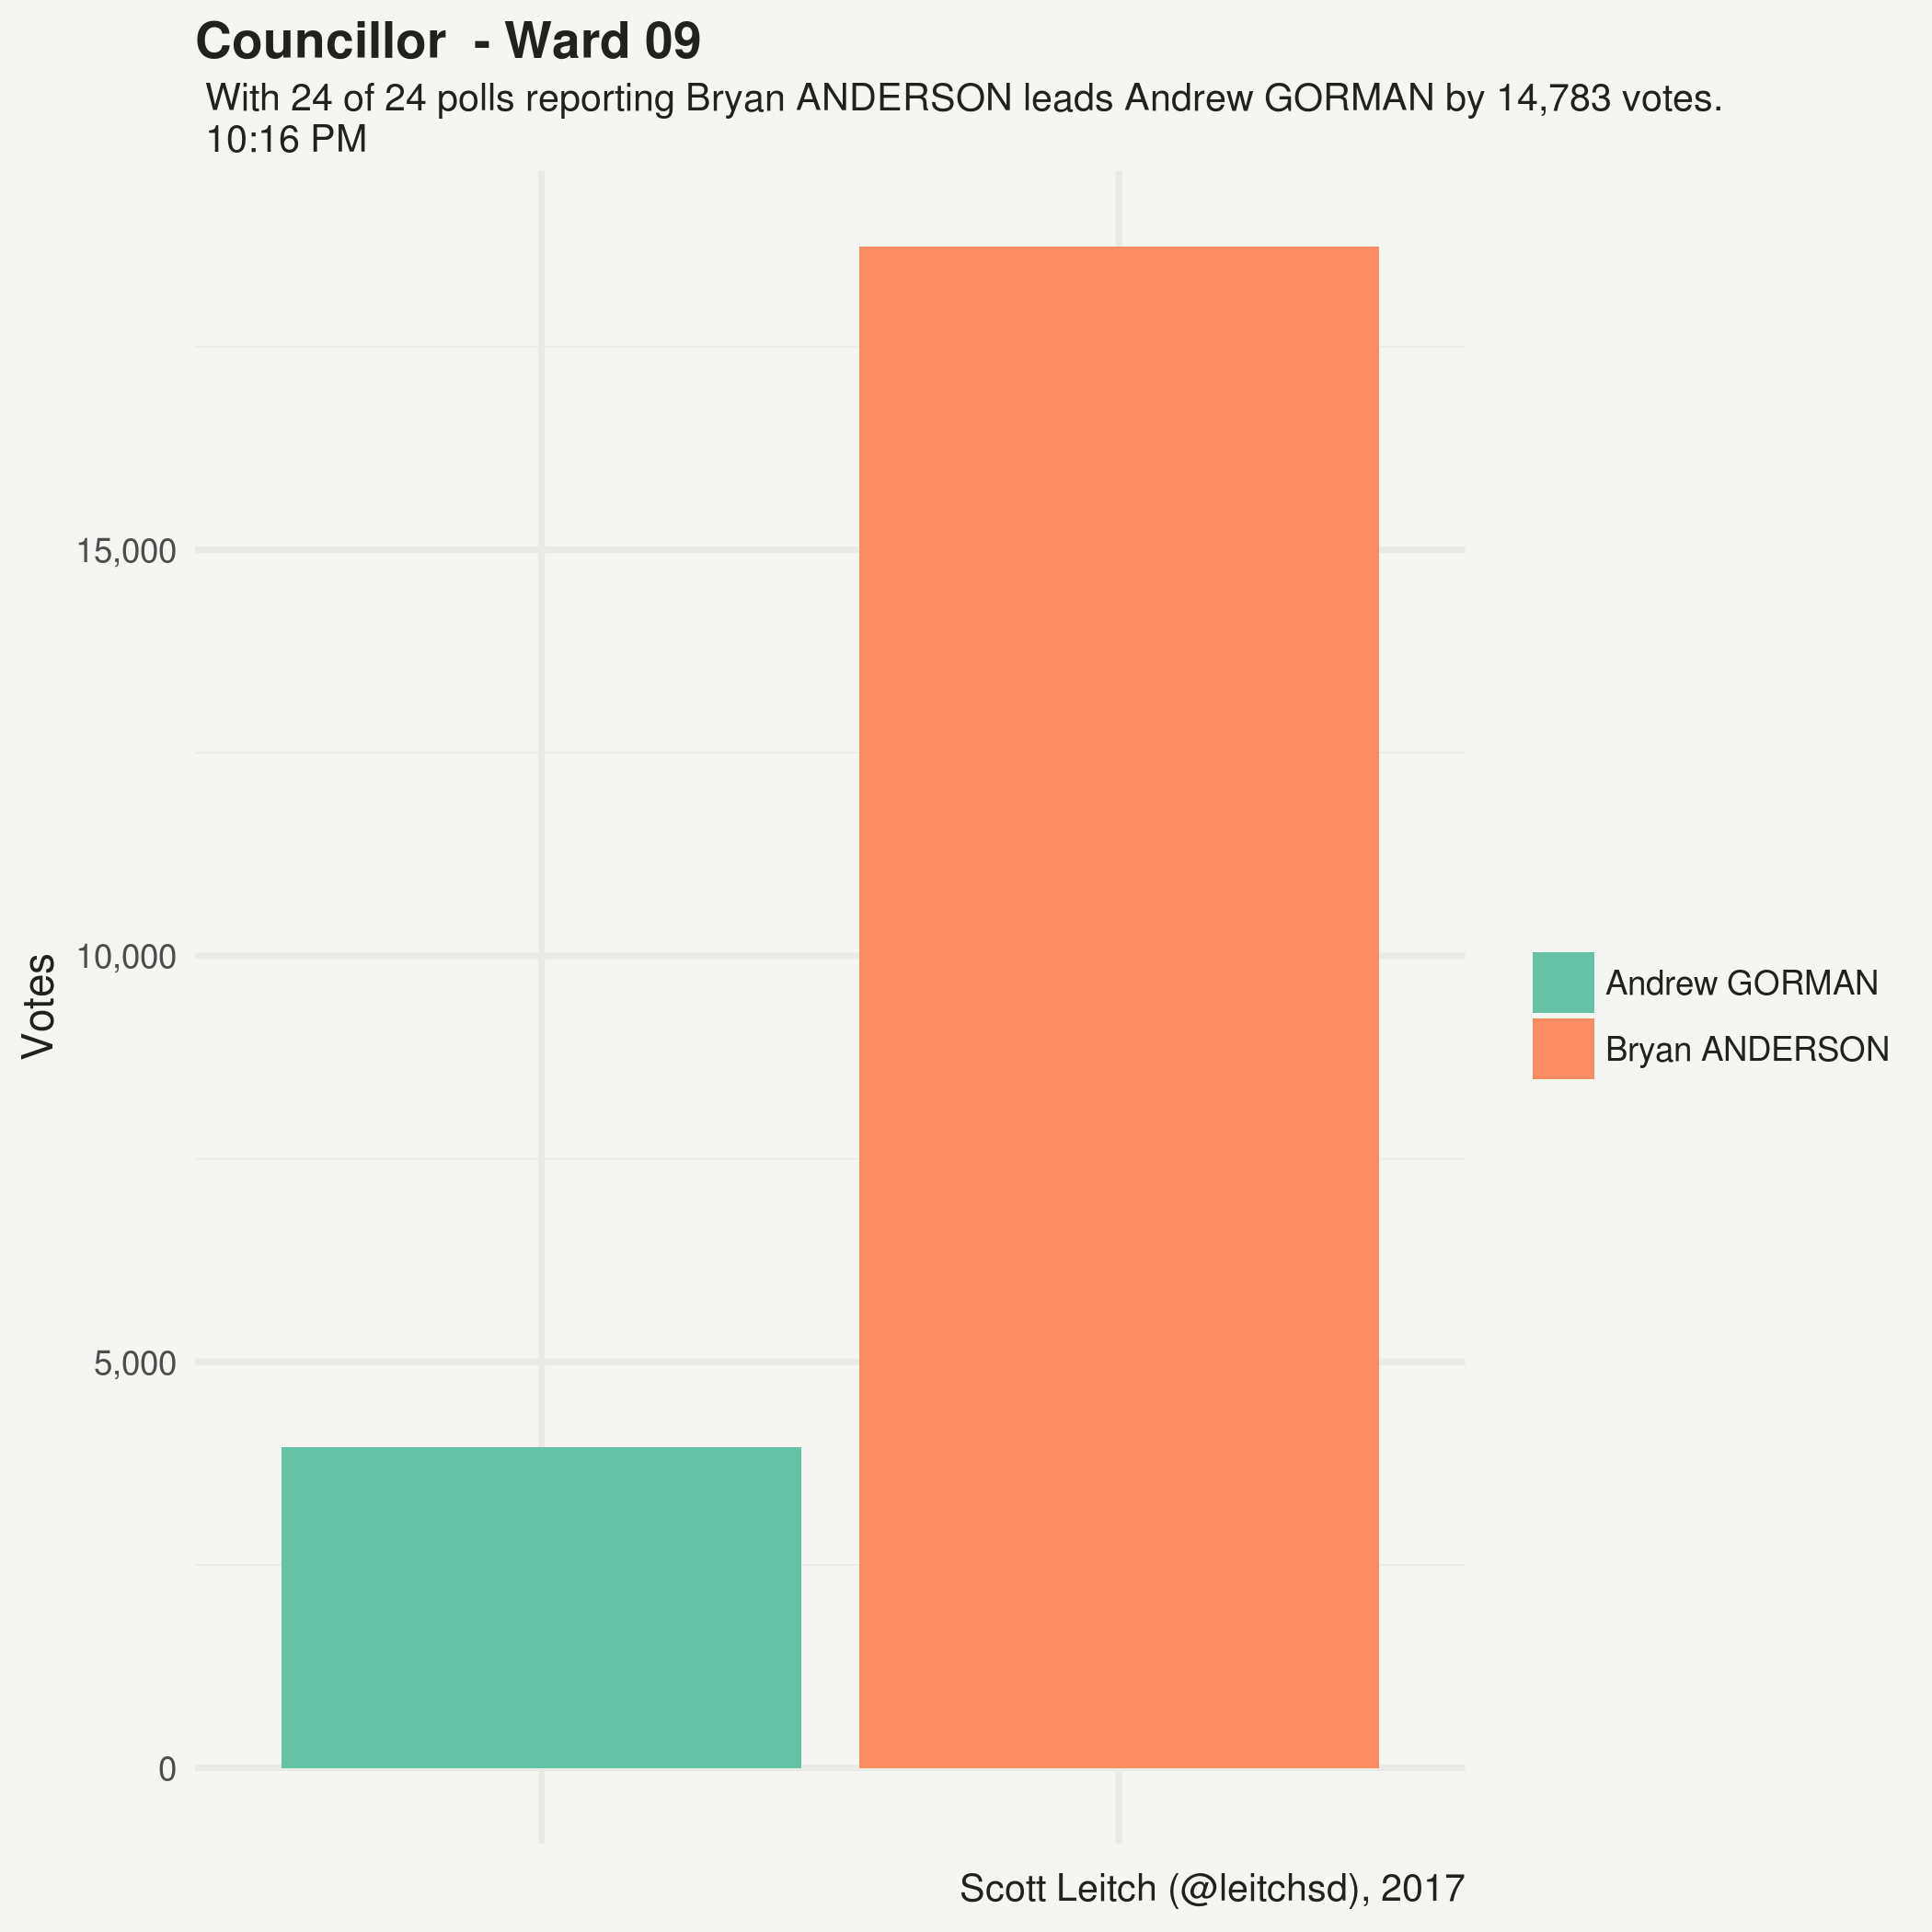 Councillor  - Ward 09
With 24 of 24 polls reporting Bryan ANDERSON leads Andrew GORMAN by 14,783 votes.
10:16 PM
Votes
15,000
10,000
5,000
0
Andrew GORMAN
Bryan ANDERSON
Scott Leitch (@leitchsd), 2017